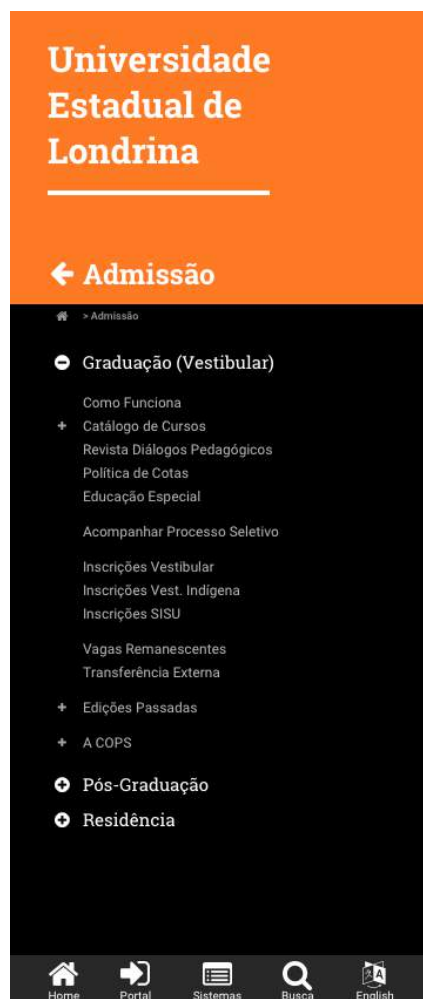 Universidade
Estadual de
Londrina
Admissão
> Admissão
Graduação (Vestibular)
Como Funciona
+ Catálogo de Cursos
Revista Diálogos Pedagógicos
Política de Cotas
Educação Especial
Acompanhar Processo Seletivo
Inscrições Vestibular
Inscrições Vest. Indígena
Inscrições SISU
Vagas Remanescentes
Transferência Externa
+ Edições Passadas
+ A COPS
Pós-Graduação
Residência
Home Portal Sistemas Busca English